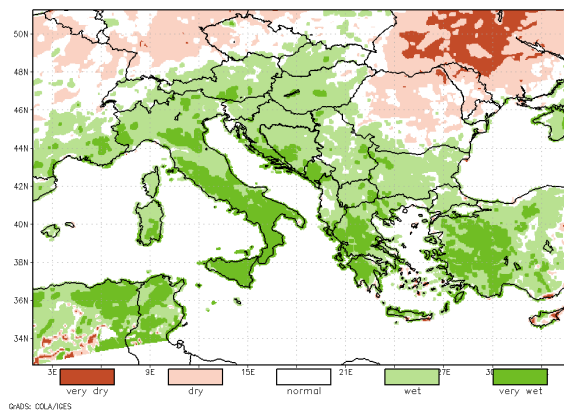 50N
48N
46N
44N
42N
40N
38N
36N
34N
3E
9E
15E
21E
27E
very dry
dry
normal
wet
very wet
GrADS: COLA/IGES